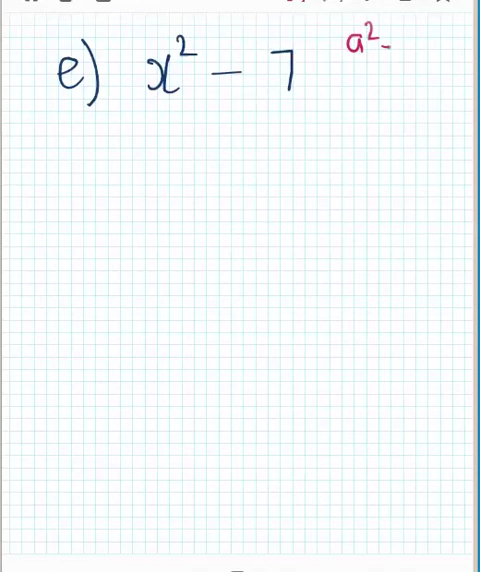 e) x² - 7 a² -